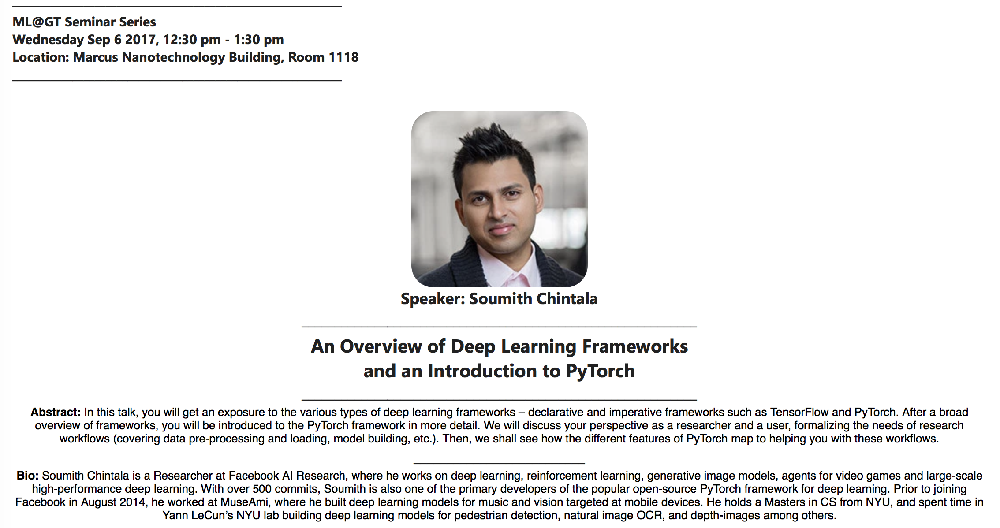 ML@GT Seminar Series
Wednesday Sep 6 2017, 12:30 pm - 1:30 pm
Location: Marcus Nanotechnology Building, Room 1118
Speaker: Soumith Chintala
An Overview of Deep Learning Frameworks
and an Introduction to PyTorch
Abstract: In this talk, you will get an exposure to the various types of deep learning frameworks – declarative and imperative frameworks such as TensorFlow and PyTorch. After a broad
overview of frameworks, you will be introduced to the PyTorch framework in more detail. We will discuss your perspective as a researcher and a user, formalizing the needs of research
workflows (covering data pre-processing and loading, model building, etc.). Then, we shall see how the different features of PyTorch map to helping you with these workflows.
Bio: Soumith Chintala is a Researcher at Facebook AI Research, where he works on deep learning, reinforcement learning, generative image models, agents for video games and large-scale
high-performance deep learning. With over 500 commits, Soumith is also one of the primary developers of the popular open-source PyTorch framework for deep learning. Prior to joining
Facebook in August 2014, he worked at MuseAmi, where he built deep learning models for music and vision targeted at mobile devices. He holds a Masters in CS from NYU, and spent time in
Yann LeCun’s NYU lab building deep learning models for pedestrian detection, natural image OCR, and depth-images among others.